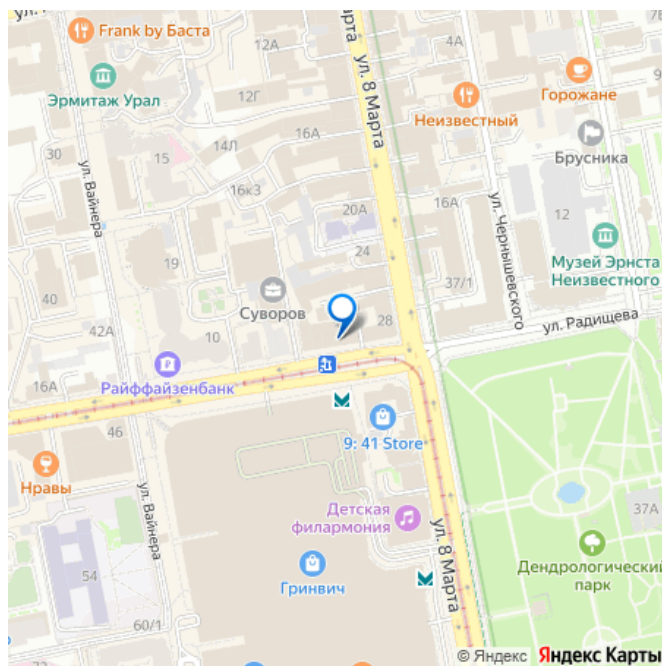 Frank by Баста
12А
4А
Эрмитаж Урал
12Г
Горожане
Неизвестный
ул. 8 Марта
15
14Л
16А
Брусника
30
ул. Вайнера
16к3
20А
16А
12
ул. Чернышевского
24
Музей Эрнста
Неизвестного
19
37/1
40
Суворов
28
ул. Радищева
42А
10
16А
Райффайзенбанк
46
9: 41 Store
Нравы
Детская
филармония
37А
ул. Вайнера
ул. 8 Марта
Дендрологический
парк
54
Гринвич
60/1
© Яндекс Яндекс Карты